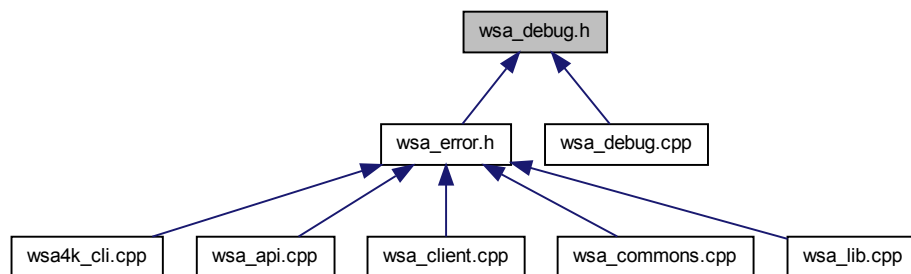 wsa_debug.h
wsa_error.h
wsa_debug.cpp
wsa4k_cli.cpp
wsa_api.cpp
wsa_client.cpp
wsa_commons.cpp
wsa_lib.cpp